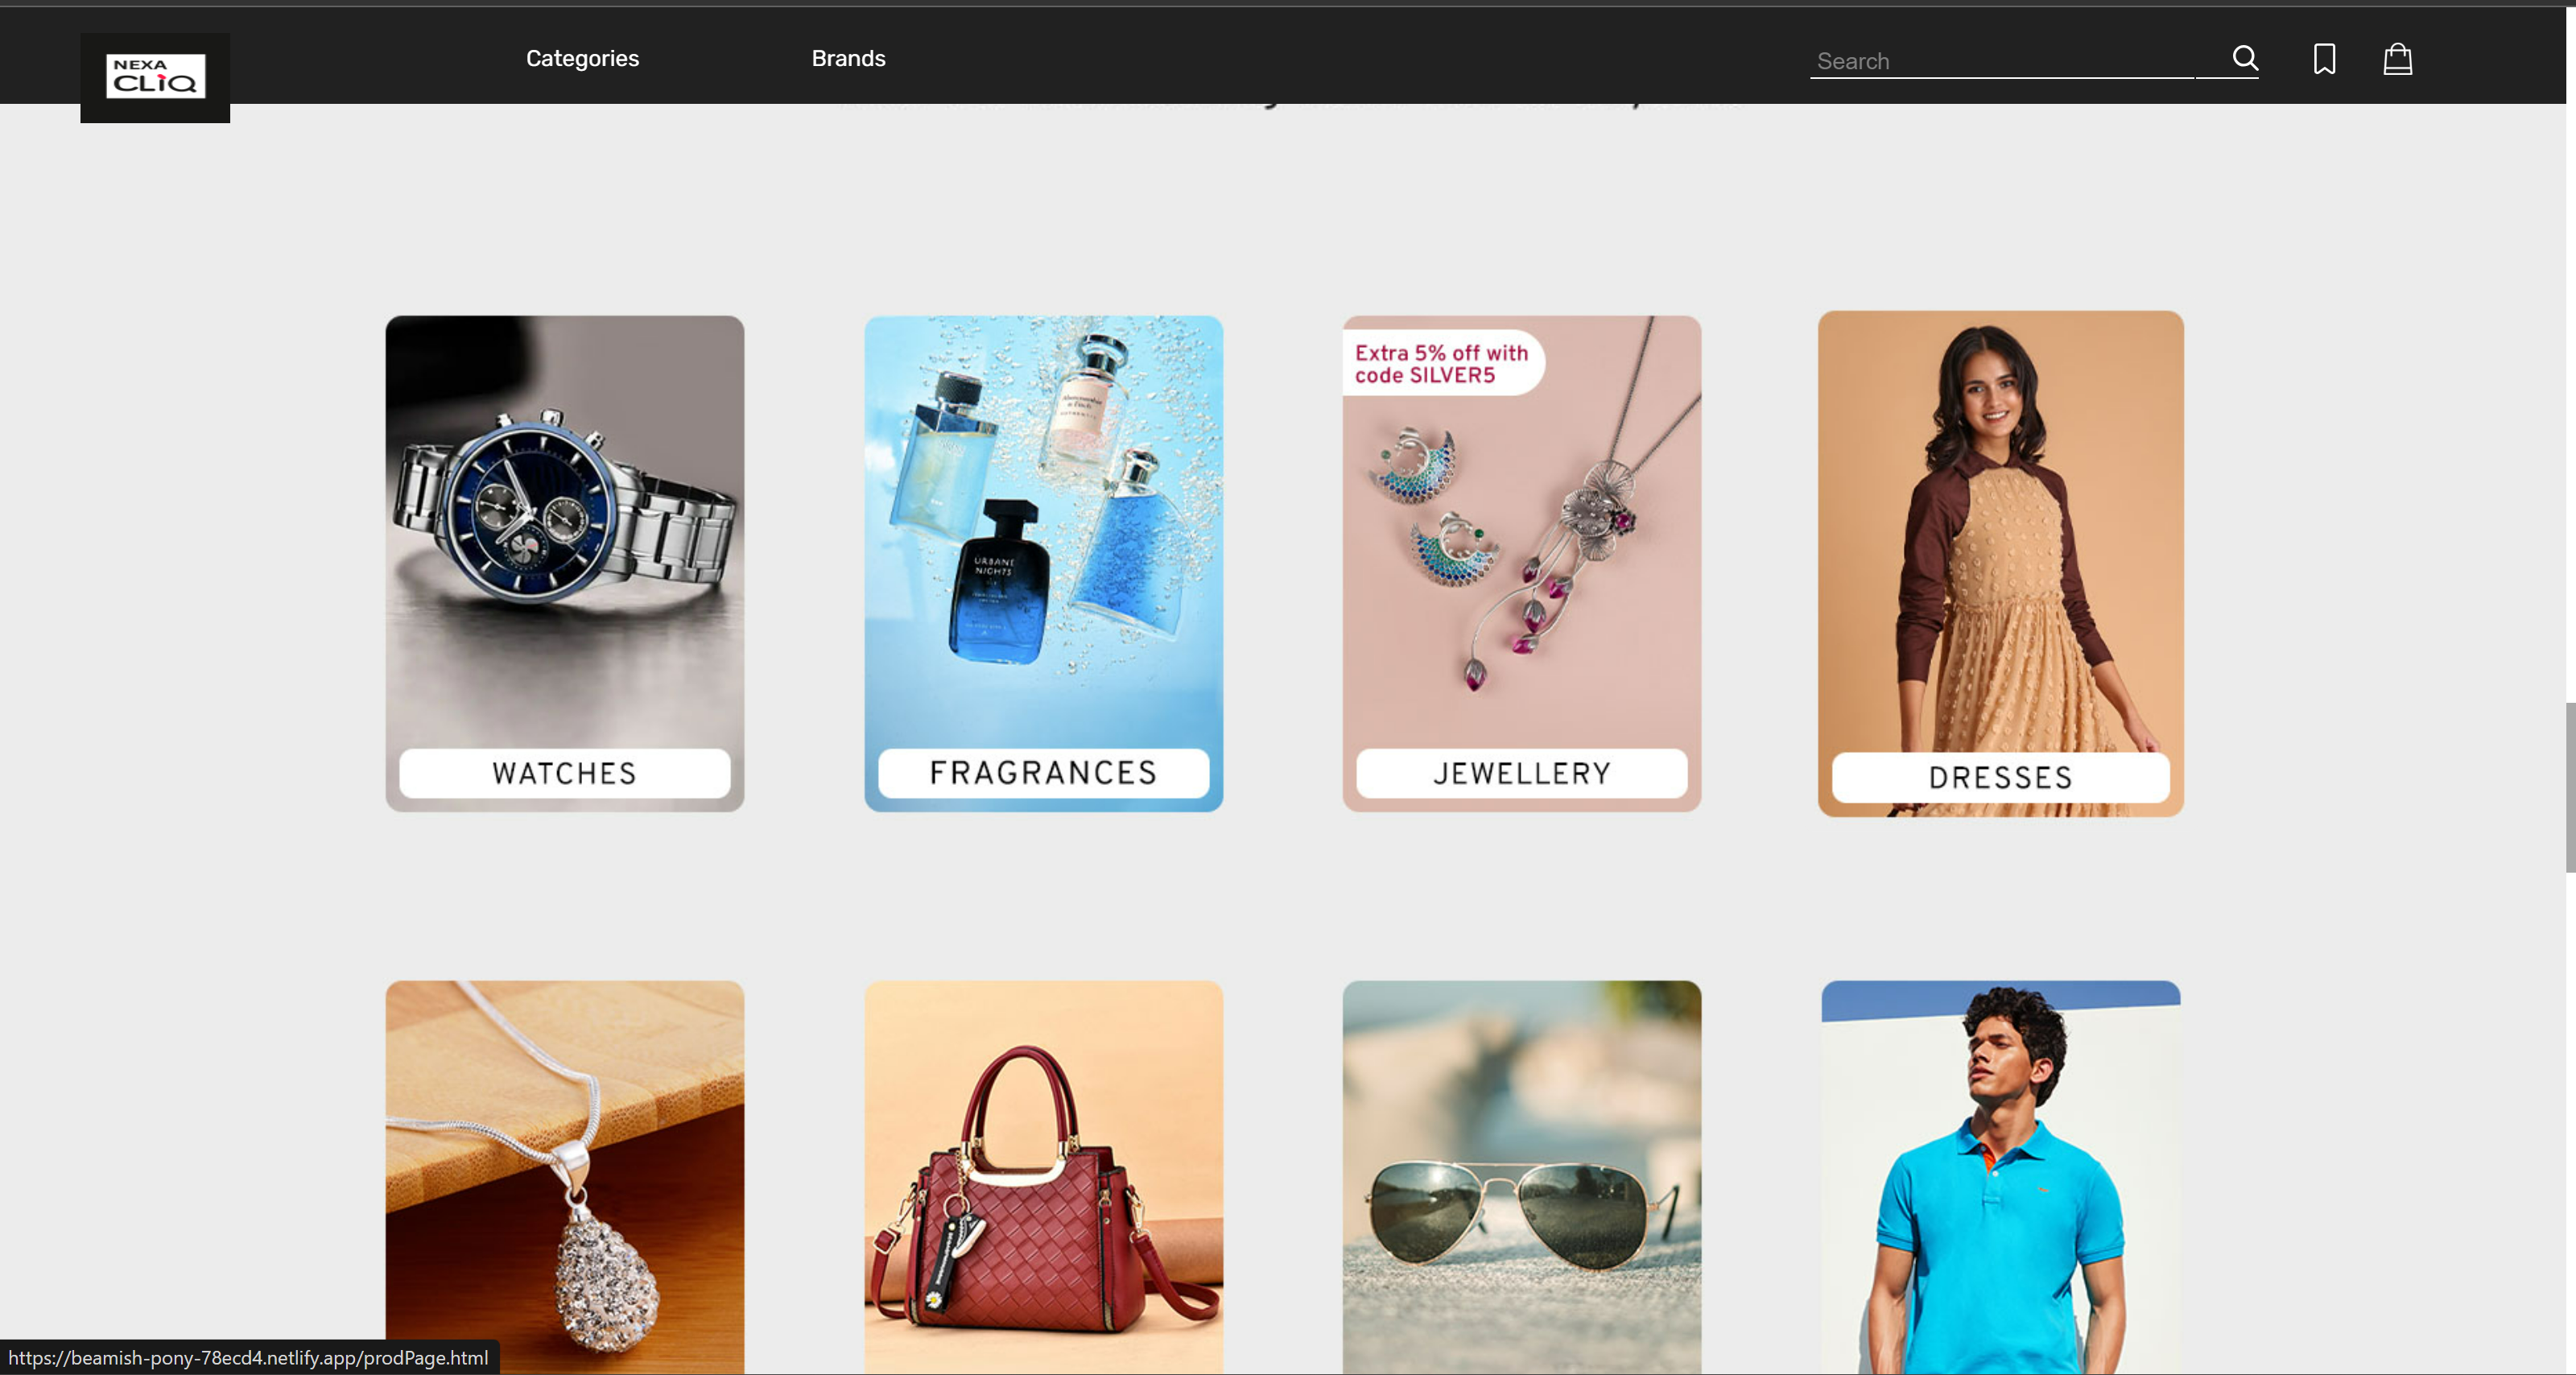 NEXA
CLiQ
Categories
Brands
Search
Extra 5% off with
code SILVER5
URBANE
NIGHTS
WATCHES
FRAGRANCES
JEWELLERY
DRESSES
https://beamish-pony-78ecd4.netlify.app/prodPage.html